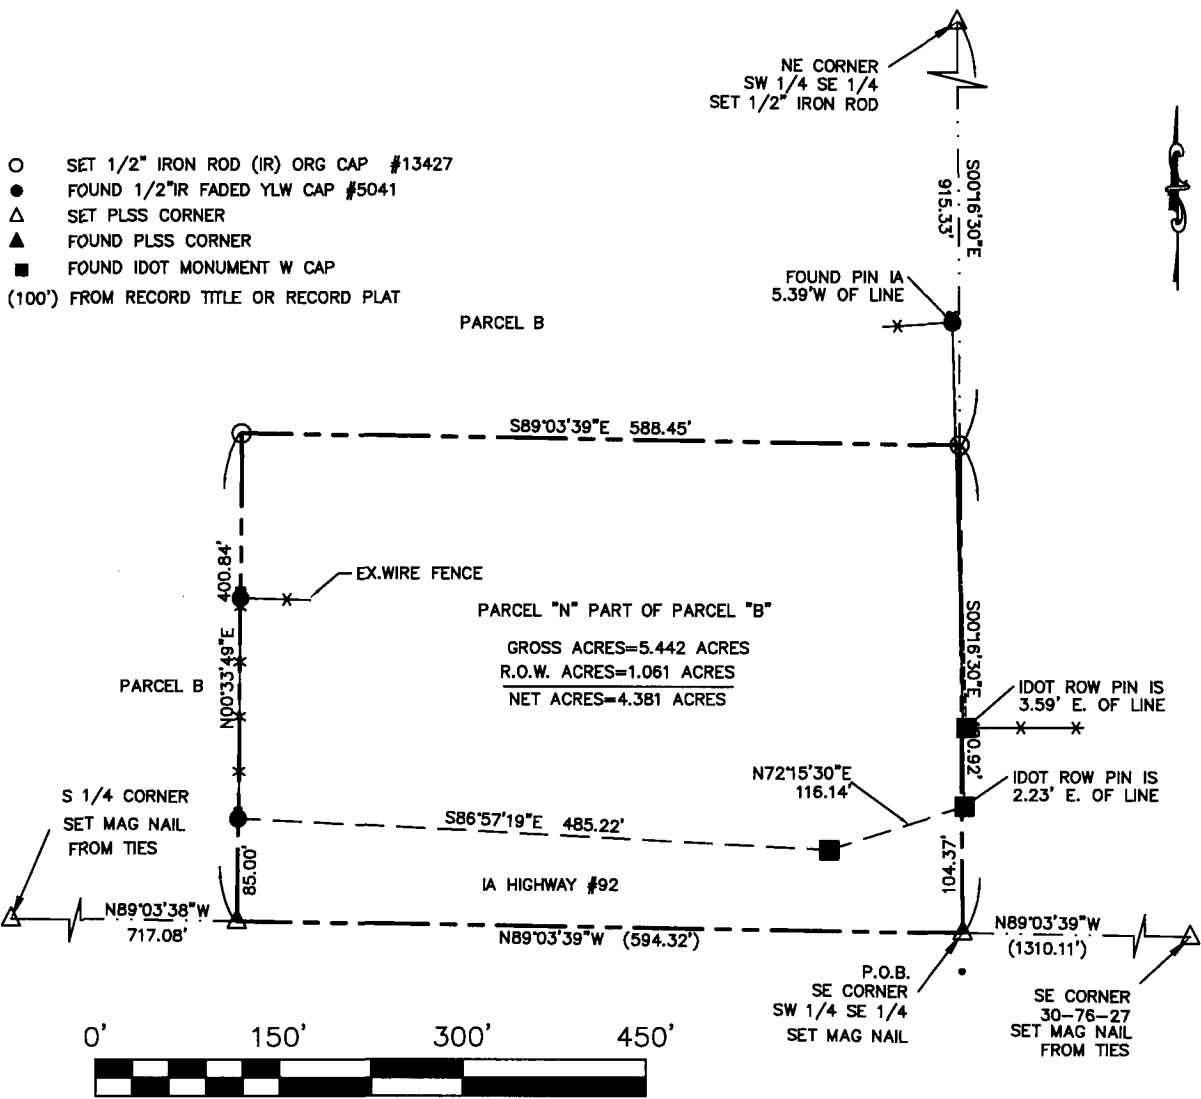 NE CORNER
SW 1/4 SE 1/4
SET 1/2" IRON ROD
SET 1/2" IRON ROD (IR) ORG CAP #13427
FOUND 1/2"IR FADED YLW CAP #5041
SET PLSS CORNER
FOUND PLSS CORNER
FOUND IDOT MONUMENT W CAP
(100') FROM RECORD TITLE OR RECORD PLAT
S00°16'30"E
915.33'
FOUND PIN IA
5.39'W OF LINE
PARCEL B
S89°03'39"E 588.45'
400.84'
N00°33'49"E
EX.WIRE FENCE
PARCEL "N" PART OF PARCEL "B"
GROSS ACRES=5.442 ACRES
R.O.W. ACRES=1.061 ACRES
NET ACRES=4.381 ACRES
PARCEL B
S00°16'30"E
0.92'
IDOT ROW PIN IS
3.59' E. OF LINE
N72°15'30"E
116.14'
IDOT ROW PIN IS
2.23' E. OF LINE
S 1/4 CORNER
SET MAG NAIL
FROM TIES
S86°57'19"E 485.22'
85.00'
104.37'
IA HIGHWAY #92
N89°03'38"W
717.08'
N89°03'39"W (594.32')
N89°03'39"W
(1310.11')
P.O.B.
SE CORNER
SW 1/4 SE 1/4
SET MAG NAIL
SE CORNER
30-76-27
SET MAG NAIL
FROM TIES
0' 150' 300' 450'